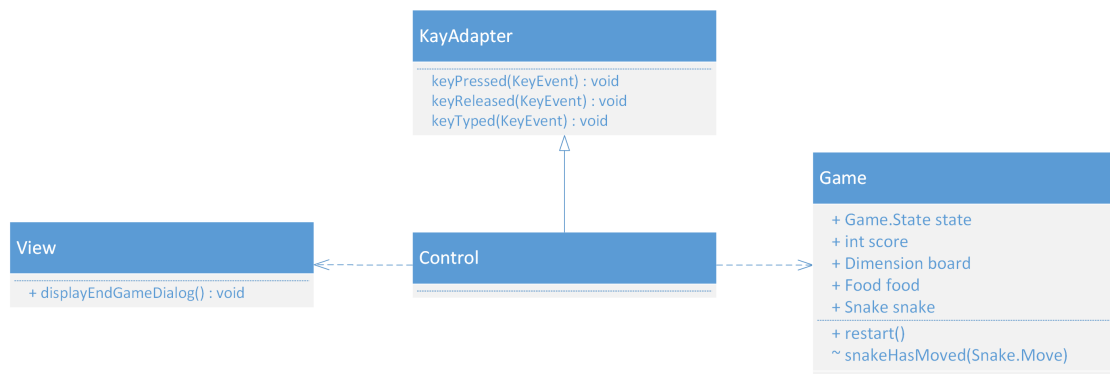 KayAdapter
keyPressed(KeyEvent) : void
keyReleased(KeyEvent) : void
keyTyped(KeyEvent) : void
View
+ displayEndGameDialog() : void
Control
Game
+ Game.State state
+ int score
+ Dimension board
+ Food food
+ Snake snake
+ restart()
~ snakeHasMoved(Snake.Move)